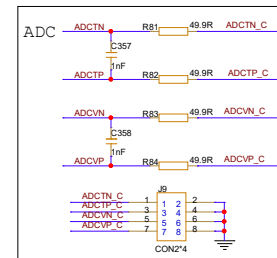 ADC
ADCTN R81 49.9R ADCTN_C
C357
1nF
ADCTP R82 49.9R ADCTP_C
ADCVN R83 49.9R ADCVN_C
C358
1nF
ADCVP R84 49.9R ADCVP_C
J9
ADCTN_C 1 1 2 2
ADCTP_C 3 3 4 4
ADCVN_C 5 5 6 6
ADCVP_C 7 7 8 8
CON2*4